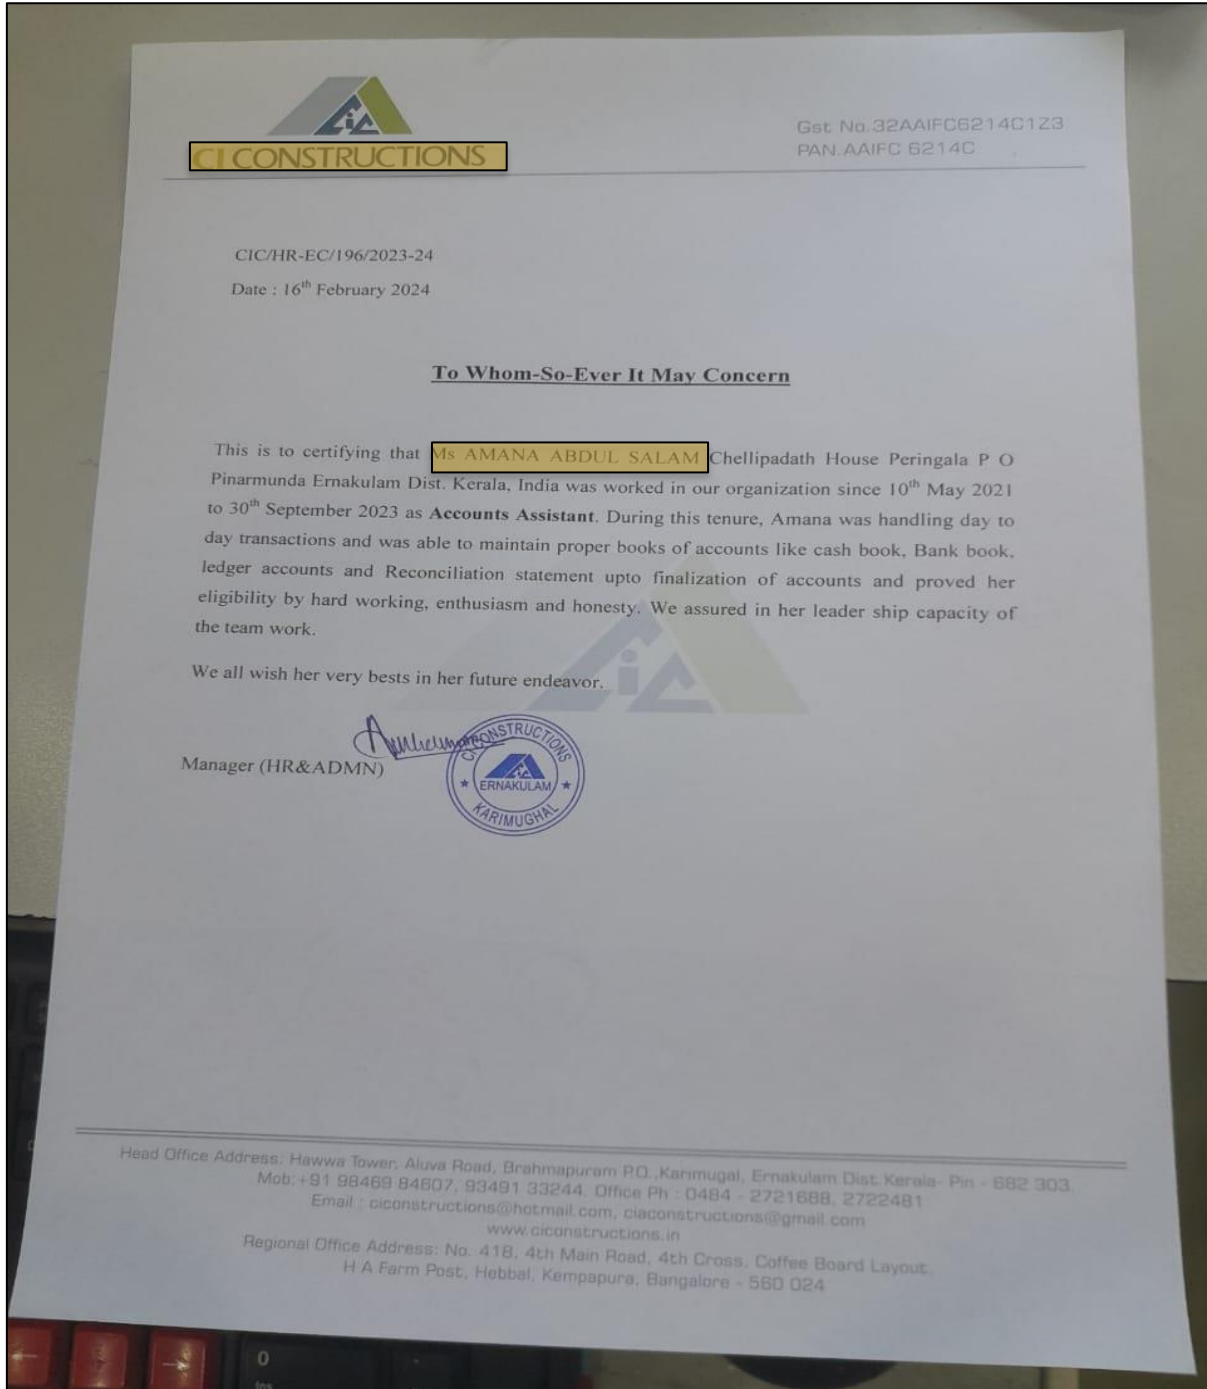 CiC
CI CONSTRUCTIONS
Gst. No.32AAIFC6214C1Z3
PAN.AAIFC 6214C
CIC/HR-EC/196/2023-24
Date : 16th February 2024
To Whom-So-Ever It May Concern
This is to certifying that Ms AMANA ABDUL SALAM Chellipadath House Peringala P O
Pinarmunda Ernakulam Dist. Kerala, India was worked in our organization since 10th May 2021
to 30th September 2023 as Accounts Assistant. During this tenure, Amana was handling day to
day transactions and was able to maintain proper books of accounts like cash book, Bank book,
ledger accounts and Reconciliation statement upto finalization of accounts and proved her
eligibility by hard working, enthusiasm and honesty. We assured in her leader ship capacity of
the team work.
We all wish her very bests in her future endeavor.
Manager (HR&ADMN)
CI CONSTRUCTIONS
CiC
★ ERNAKULAM ★
KARIMUGHAL
Head Office Address: Hawwa Tower, Aluva Road, Brahmapuram P.O.,Karimugal, Ernakulam Dist. Kerala- Pin - 682 303.
Mob:+91 98469 84607, 93491 33244, Office Ph : 0484 - 2721688, 2722481
Email : ciconstructions@hotmail.com, ciaconstructions@gmail.com
www.ciconstructions.in
Regional Office Address: No. 418, 4th Main Road, 4th Cross, Coffee Board Layout,
H A Farm Post, Hebbal, Kempapura, Bangalore - 560 024
0
Ins